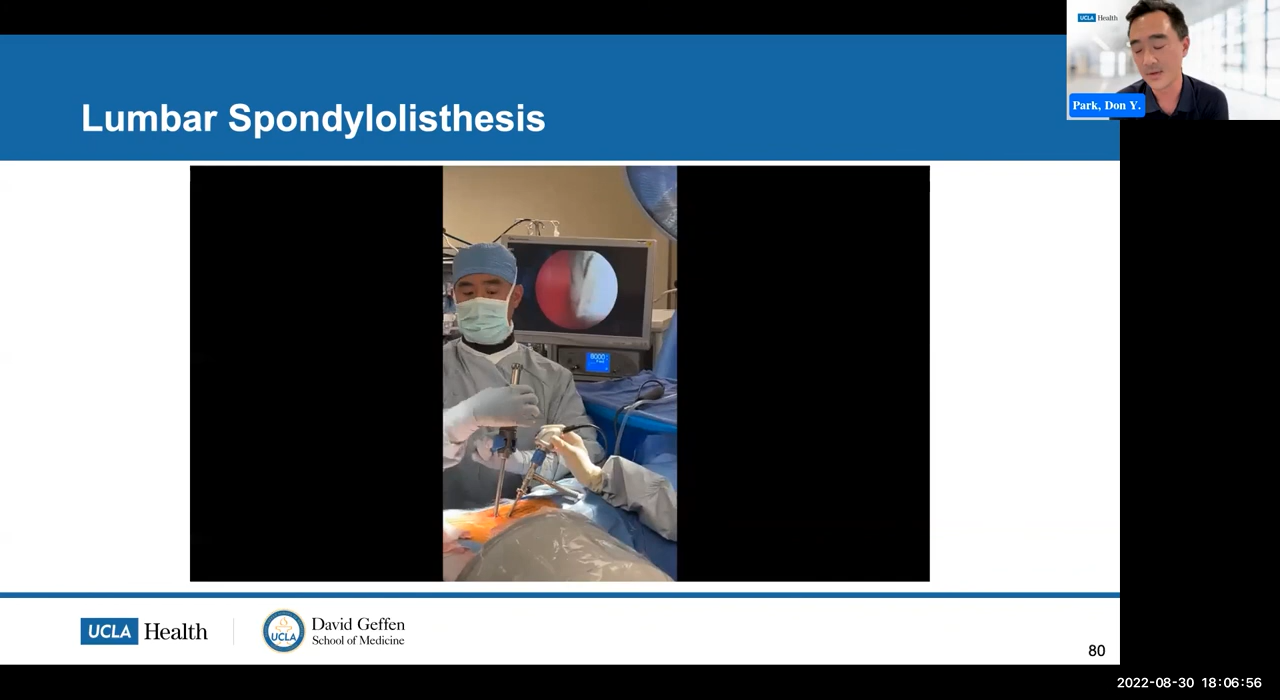 UCLA Health
Park, Don Y.
Lumbar Spondylolisthesis
8000
UCLA Health
UCLA
David Geffen
School of Medicine
80
2022-08-30 18:06:56